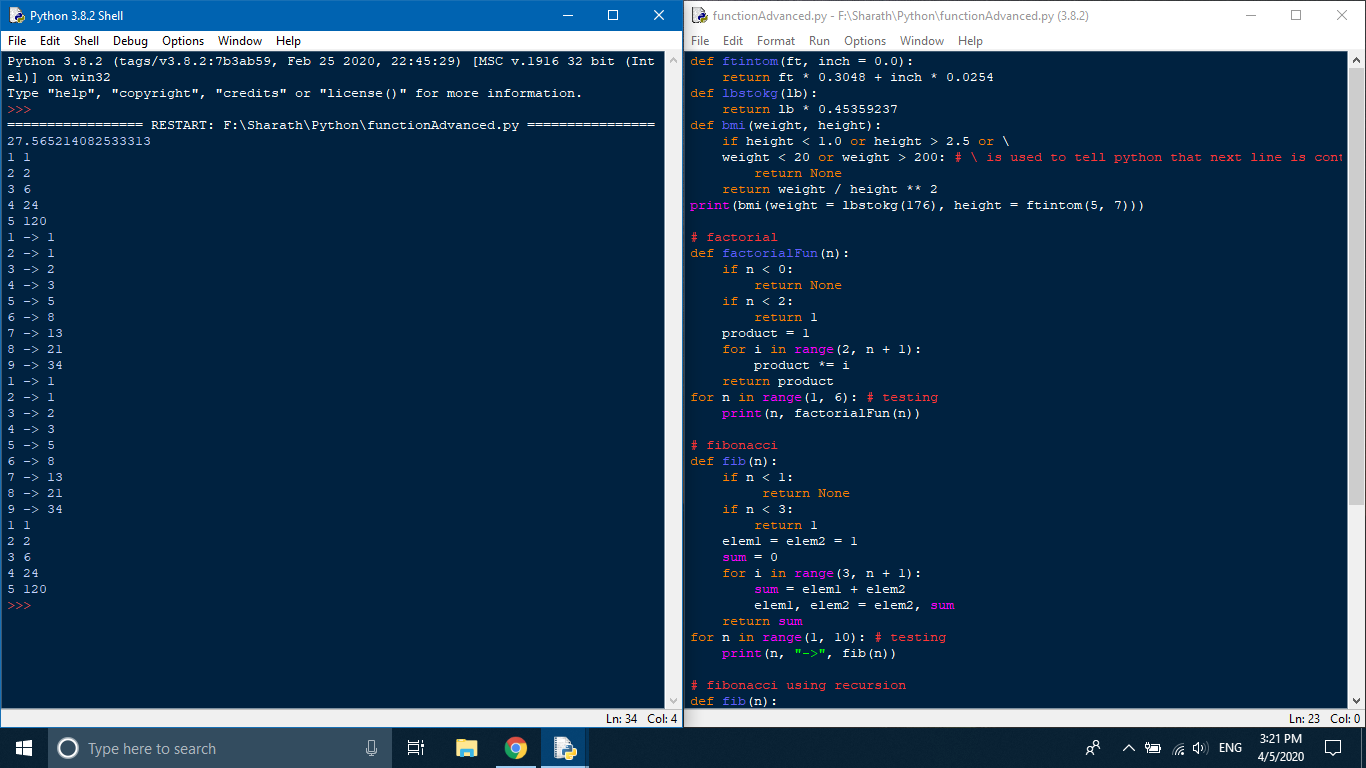 Python 3.8.2 Shell
File Edit Shell Debug Options Window Help
Python 3.8.2 (tags/v3.8.2:7b3ab59, Feb 25 2020, 22:45:29) [MSC v.1916 32 bit (Int
el)] on win32
Type "help", "copyright", "credits" or "license()" for more information.
>>>
================= RESTART: F:\Sharath\Python\functionAdvanced.py ================
27.565214082533313
1 1
2 2
3 6
4 24
5 120
1 -> 1
2 -> 1
3 -> 2
4 -> 3
5 -> 5
6 -> 8
7 -> 13
8 -> 21
9 -> 34
1 -> 1
2 -> 1
3 -> 2
4 -> 3
5 -> 5
6 -> 8
7 -> 13
8 -> 21
9 -> 34
1 1
2 2
3 6
4 24
5 120
>>>
Ln: 34 Col: 4
functionAdvanced.py - F:\Sharath\Python\functionAdvanced.py (3.8.2)
File Edit Format Run Options Window Help
def ftintom(ft, inch = 0.0):
    return ft * 0.3048 + inch * 0.0254
def lbstokg(lb):
    return lb * 0.45359237
def bmi(weight, height):
    if height < 1.0 or height > 2.5 or \
    weight < 20 or weight > 200: # \ is used to tell python that next line is cont
        return None
    return weight / height ** 2
print(bmi(weight = lbstokg(176), height = ftintom(5, 7)))
# factorial
def factorialFun(n):
    if n < 0:
        return None
    if n < 2:
        return 1
    product = 1
    for i in range(2, n + 1):
        product *= i
    return product
for n in range(1, 6): # testing
    print(n, factorialFun(n))
# fibonacci
def fib(n):
    if n < 1:
         return None
    if n < 3:
        return 1
    elem1 = elem2 = 1
    sum = 0
    for i in range(3, n + 1):
        sum = elem1 + elem2
        elem1, elem2 = elem2, sum
    return sum
for n in range(1, 10): # testing
    print(n, "->", fib(n))
# fibonacci using recursion
def fib(n):
Ln: 23 Col: 0
Type here to search
ENG
3:21 PM
4/5/2020